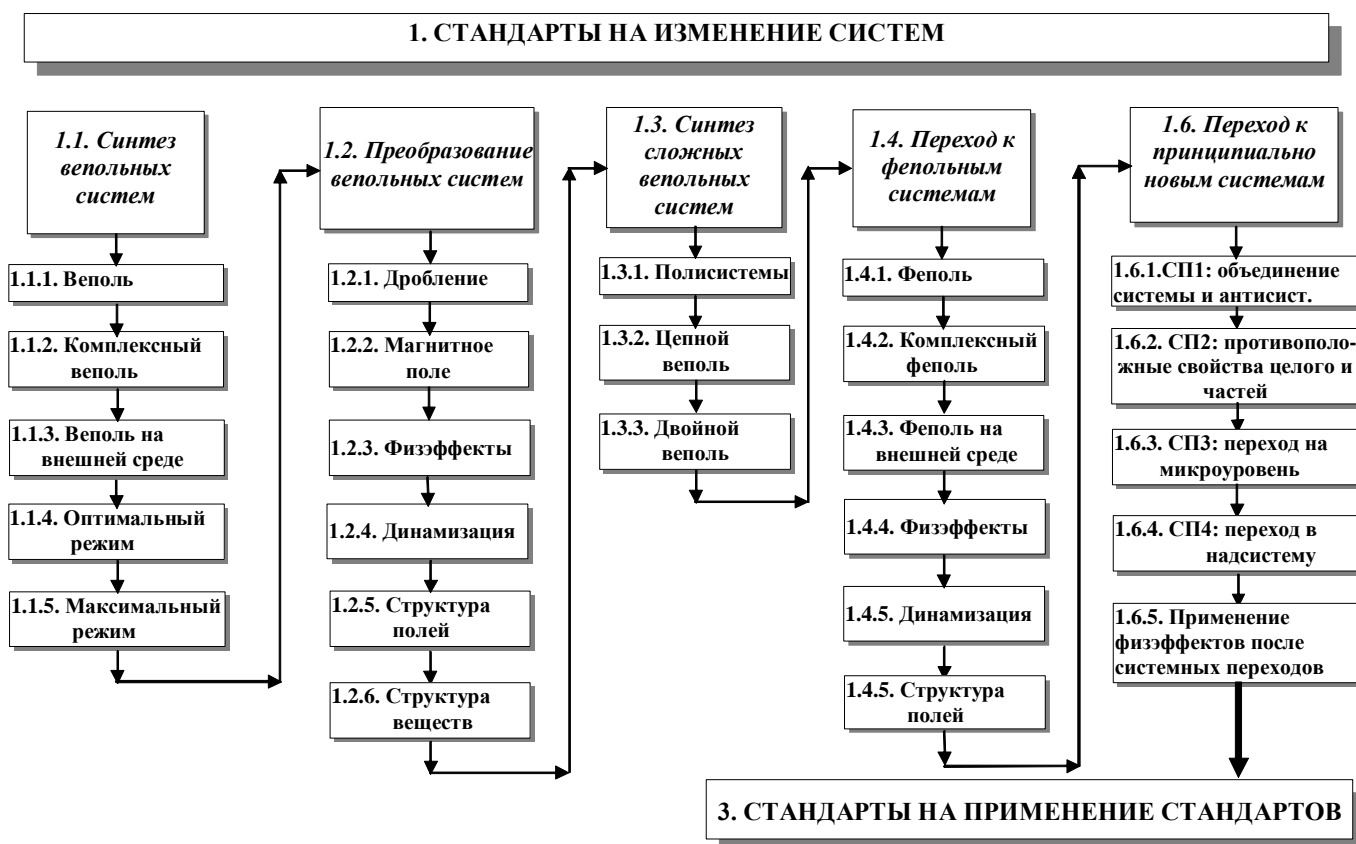 1. СТАНДАРТЫ НА ИЗМЕНЕНИЕ СИСТЕМ
1.1. Синтез
вепольных
систем
1.1.1. Веполь
1.1.2. Комплексный
веполь
1.1.3. Веполь на
внешней среде
1.1.4. Оптимальный
режим
1.1.5. Максимальный
режим
1.2. Преобразование
вепольных систем
1.2.1. Дробление
1.2.2. Магнитное
поле
1.2.3. Физэффекты
1.2.4. Динамизация
1.2.5. Структура
полей
1.2.6. Структура
веществ
1.3. Синтез
сложных
вепольных
систем
1.3.1. Полисистемы
1.3.2. Цепной
веполь
1.3.3. Двойной
веполь
1.4. Переход к
фепольным
системам
1.4.1. Феполь
1.4.2. Комплексный
феполь
1.4.3. Феполь на
внешней среде
1.4.4. Физэффекты
1.4.5. Динамизация
1.4.5. Структура
полей
1.6. Переход к
принципиально
новым системам
1.6.1.СП1: объединение
системы и антисист.
1.6.2. СП2: противополо-
жные свойства целого и
частей
1.6.3. СП3: переход на
микроуровень
1.6.4. СП4: переход в
надсистему
1.6.5. Применение
физэффектов после
системных переходов
3. СТАНДАРТЫ НА ПРИМЕНЕНИЕ СТАНДАРТОВ